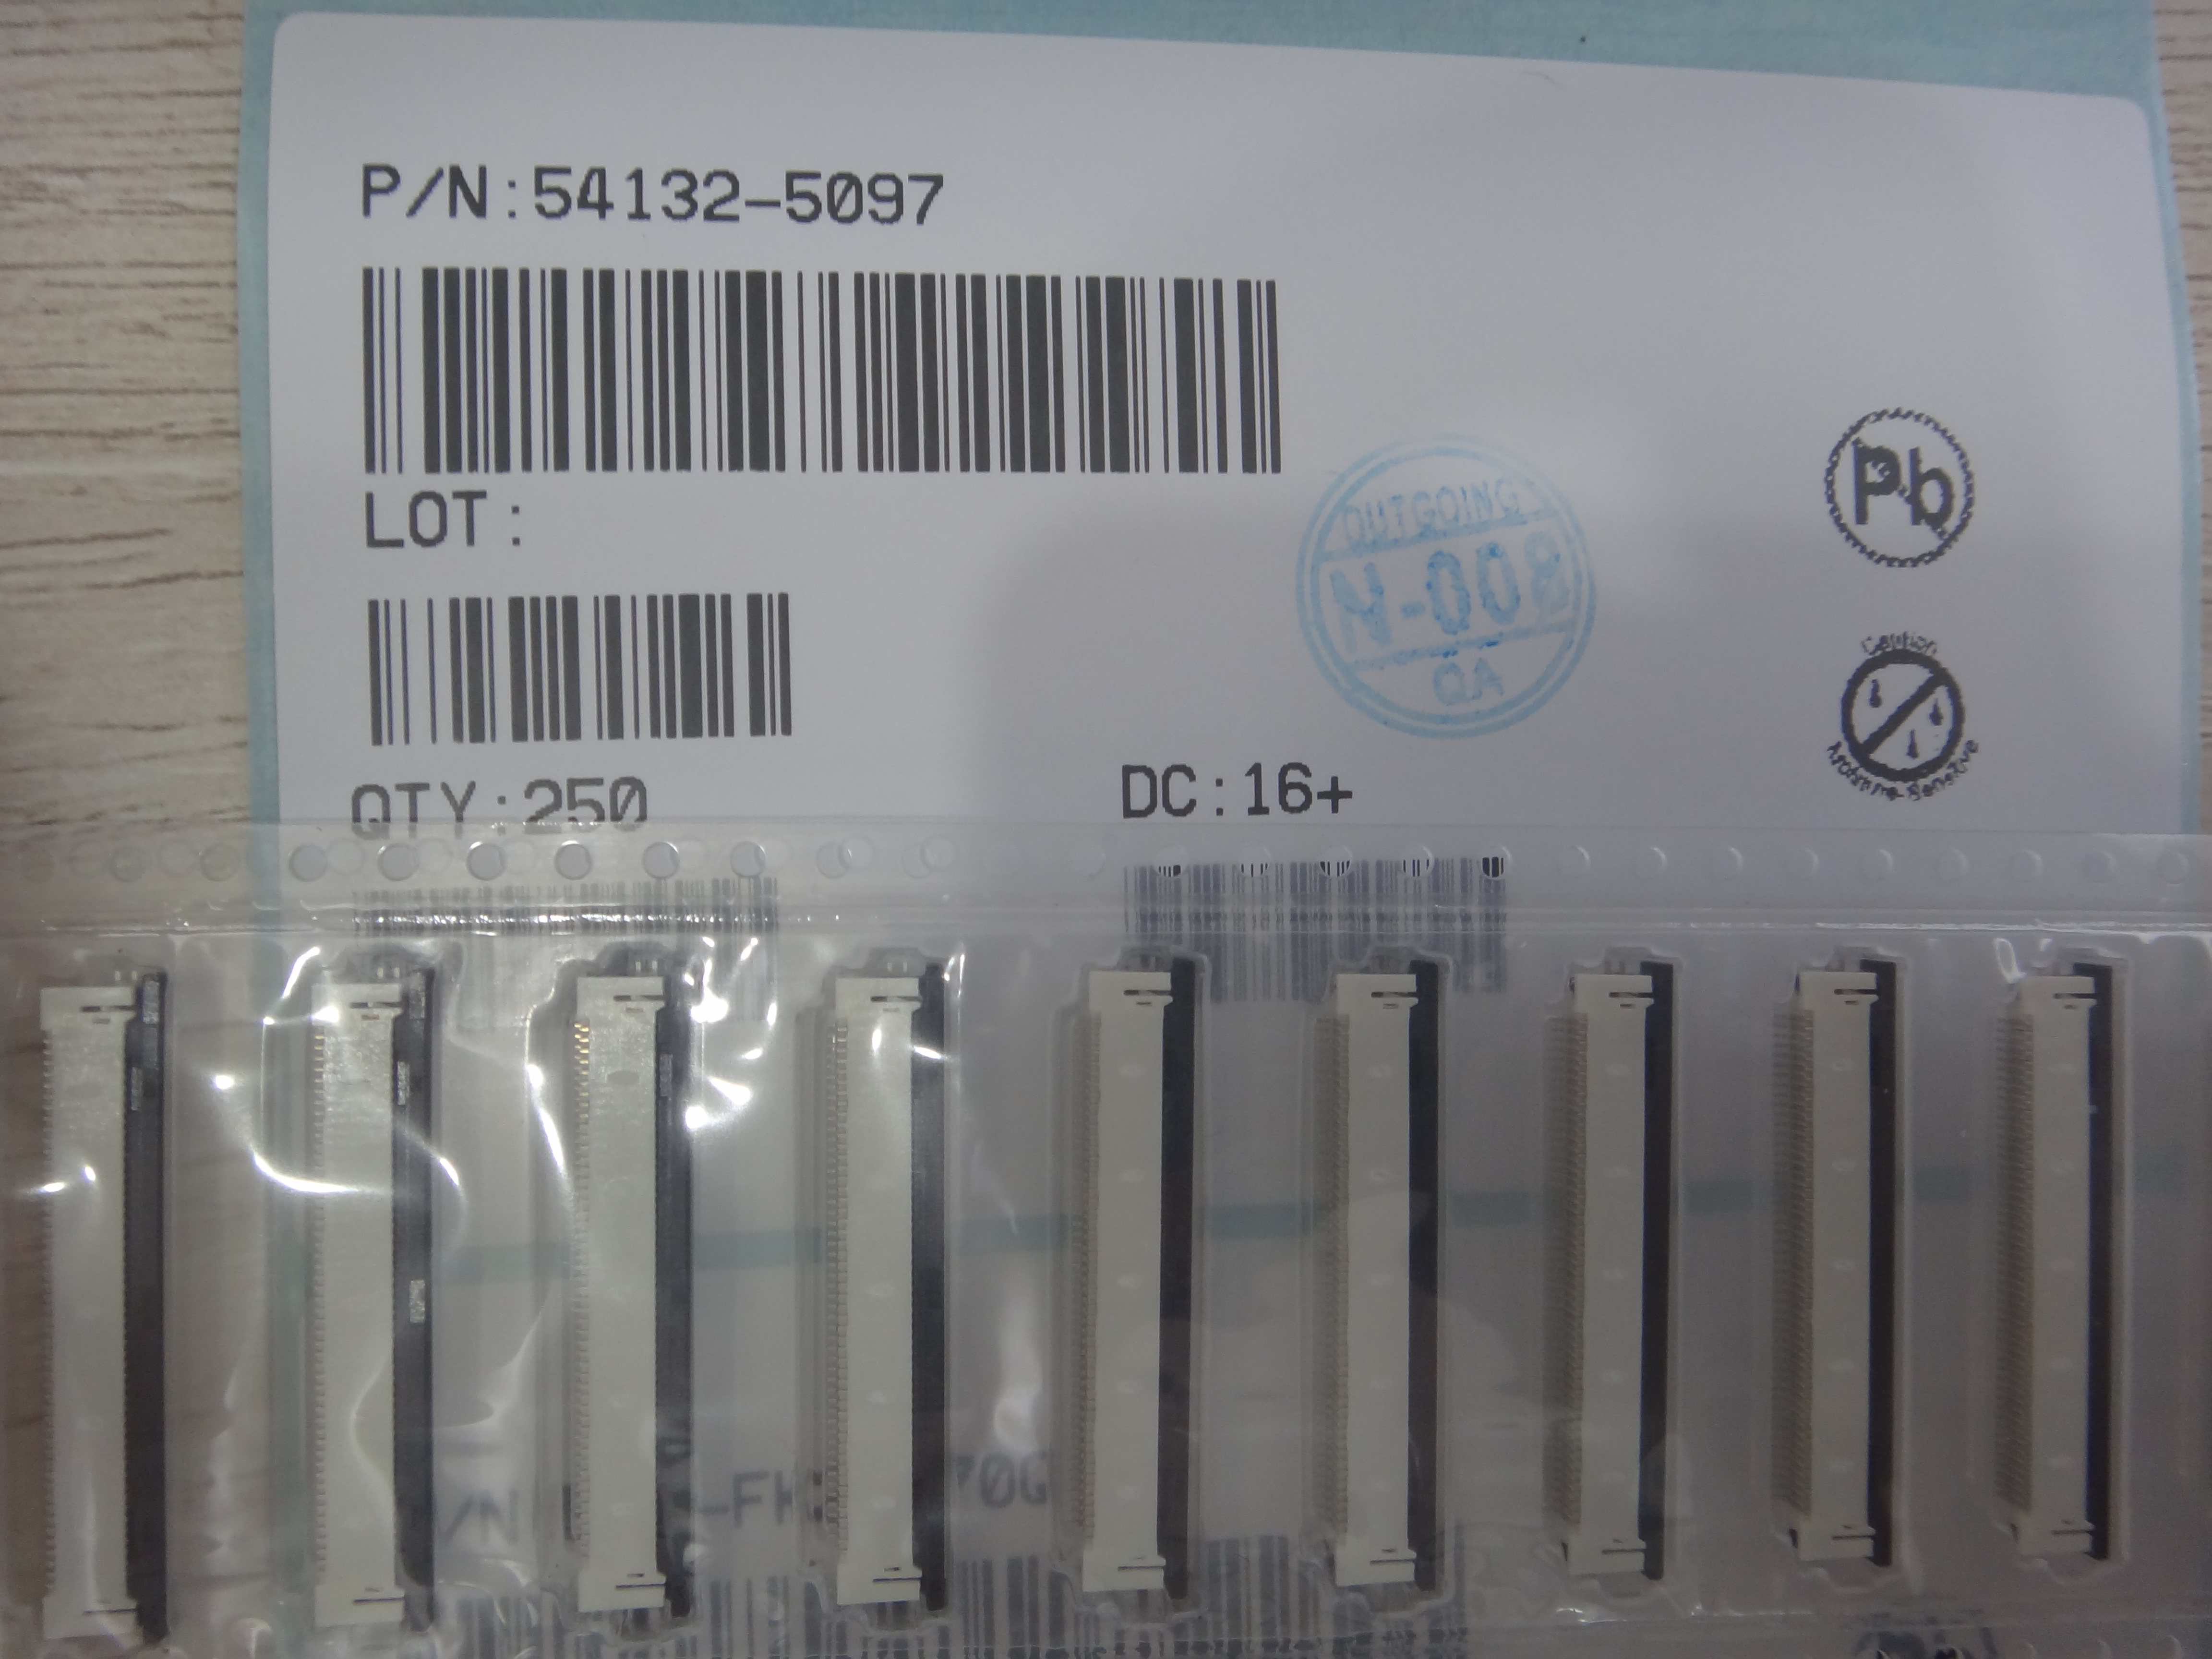 P/N:54132-5097
LOT:
OUTGOING
N-008
QA
Pb
Caution
QTY:250
DC:16+